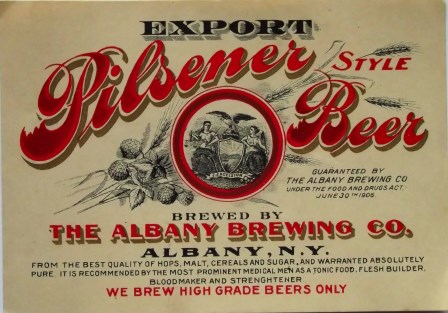 EXPORT
Pilsener STYLE
Beer
EXCELSIOR
GUARANTEED BY
THE ALBANY BREWING CO
UNDER THE FOOD AND DRUGS ACT.
JUNE 30TH 1906.
BREWED BY
THE ALBANY BREWING CO.
ALBANY, N.Y.
FROM THE BEST QUALITY OF HOPS, MALT, CEREALS AND SUGAR, AND WARRANTED ABSOLUTELY
PURE. IT IS RECOMMENDED BY THE MOST PROMINENT MEDICAL MEN AS A TONIC FOOD. FLESH BUILDER,
BLOODMAKER AND STRENGHTENER
WE BREW HIGH GRADE BEERS ONLY